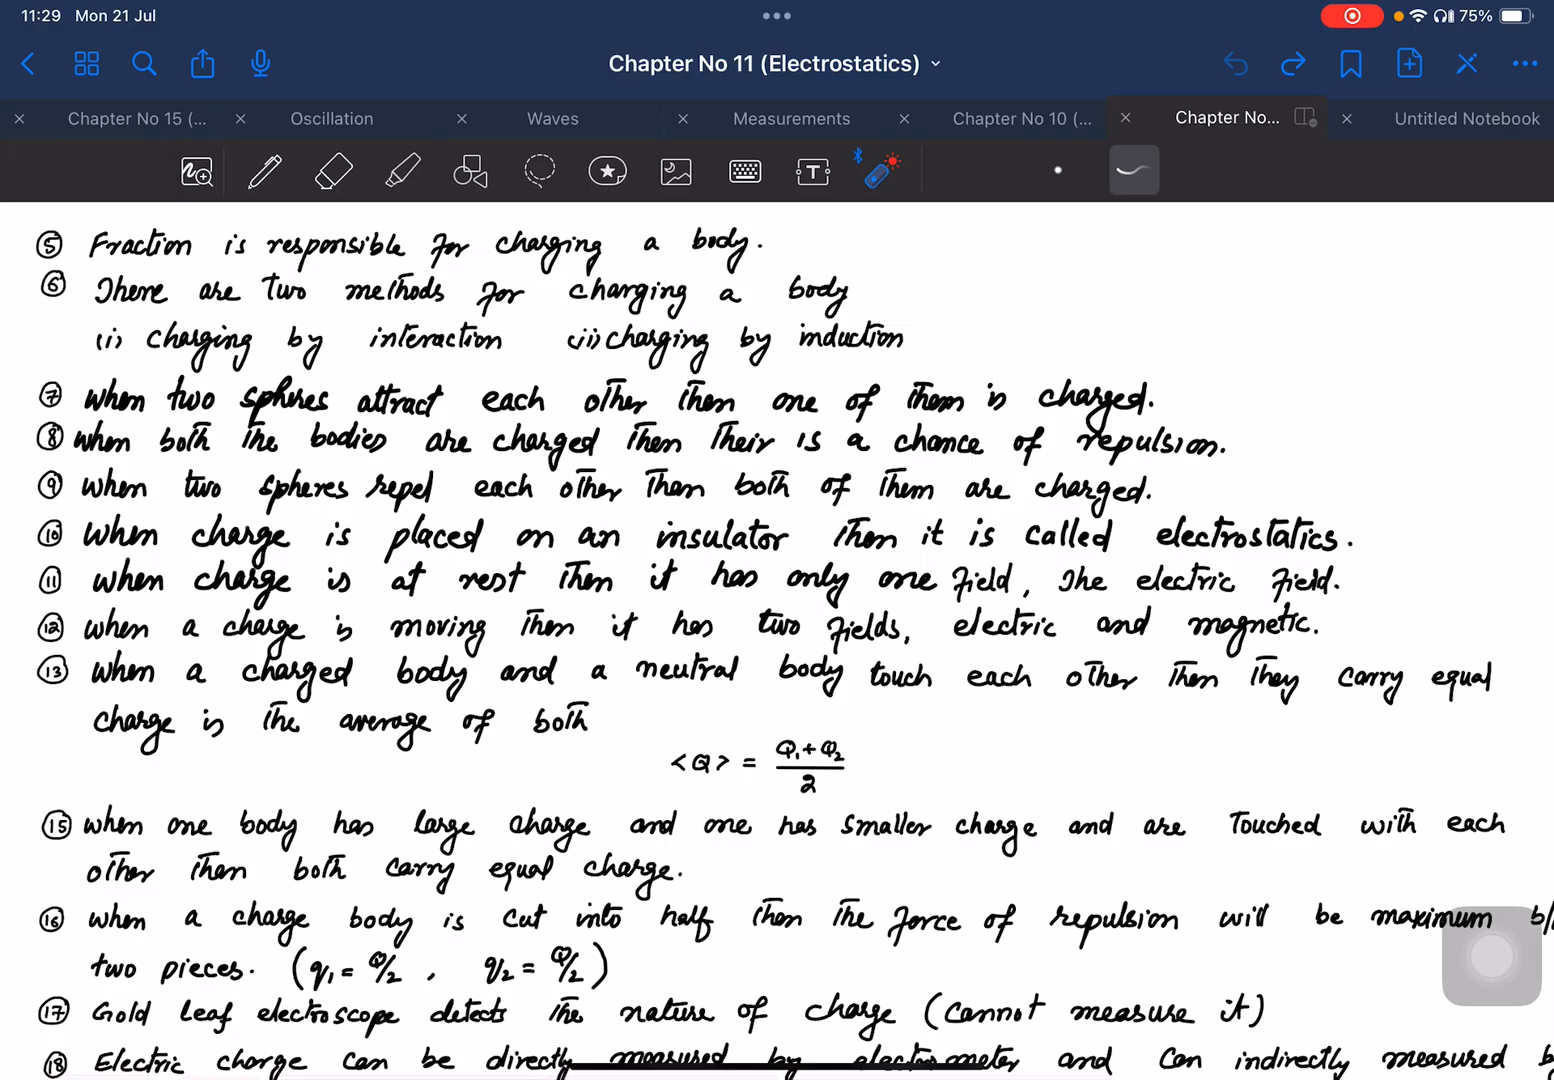 11:29 Mon 21 Jul
75%
Chapter No 11 (Electrostatics)
Chapter No 15 (...
Oscillation
Waves
Measurements
Chapter No 10 (...
Chapter No...
Untitled Notebook
⑤ Fraction is responsible for charging a body.
⑥ There are two methods for charging a body
(i) charging by interaction (ii) charging by induction
⑦ when two spheres attract each other then one of them is charged.
⑧ when both the bodies are charged then their is a chance of repulsion.
⑨ when two spheres repel each other then both of them are charged.
⑩ when charge is placed on an insulator then it is called electrostatics.
⑪ when charge is at rest then it has only one field, the electric field.
⑫ when a charge is moving then it has two fields, electric and magnetic.
⑬ when a charged body and a neutral body touch each other then they carry equal
charge is the average of both
<Q> = Q₁+Q₂/2
⑮ when one body has large charge and one has smaller charge and are touched with each
other then both carry equal charge.
⑯ when a charge body is cut into half then the force of repulsion will be maximum b/
two pieces. (q₁ = Q/2 , q₂ = Q/2)
⑰ Gold leaf electroscope detects the nature of charge (cannot measure it)
⑱ Electric charge can be directly measured by electrometer and can indirectly measured b